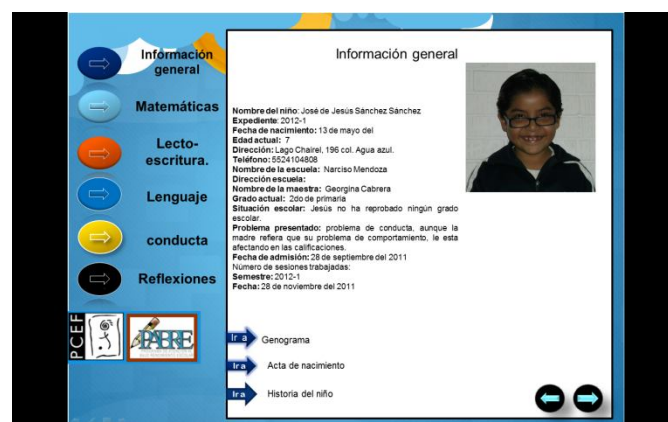 Información
general
Matemáticas
Lecto-
escritura.
Lenguaje
conducta
Reflexiones
PCEF
PAERE
Información general
Nombre del niño: José de Jesús Sánchez Sánchez
Expediente: 2012-1
Fecha de nacimiento: 13 de mayo del
Edad actual: 7
Dirección: Lago Chairel, 196 col. Agua azul.
Teléfono: 5524104808
Nombre de la escuela: Narciso Mendoza
Dirección escuela:
Nombre de la maestra: Georgina Cabrera
Grado actual: 2do de primaria
Situación escolar: Jesús no ha reprobado ningún grado
escolar.
Problema presentado: problema de conducta, aunque la
madre refiera que su problema de comportamiento, le esta
afectando en las calificaciones.
Fecha de admisión: 28 de septiembre del 2011
Número de sesiones trabajadas:
Semestre: 2012-1
Fecha: 28 de noviembre del 2011
Ir a Genograma
Ir a Acta de nacimiento
Ir a Historia del niño